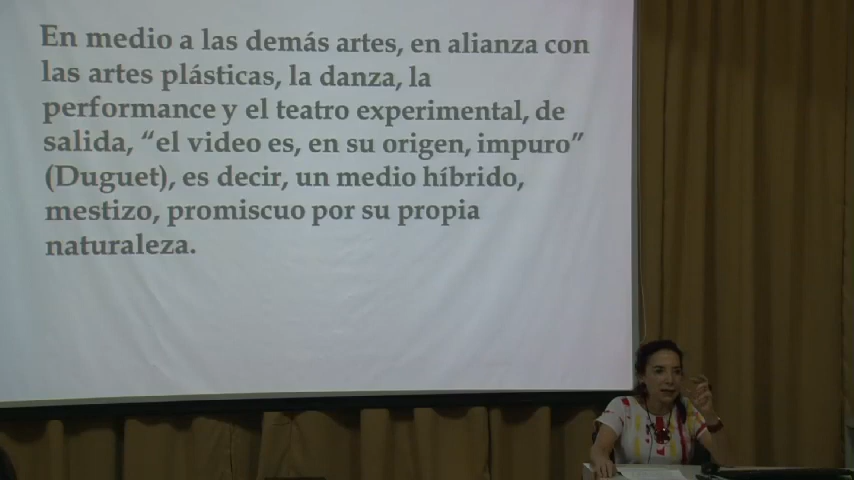 En medio a las demás artes, en alianza con
las artes plásticas, la danza, la
performance y el teatro experimental, de
salida, “el video es, en su origen, impuro”
(Duguet), es decir, un medio híbrido,
mestizo, promiscuo por su propia
naturaleza.